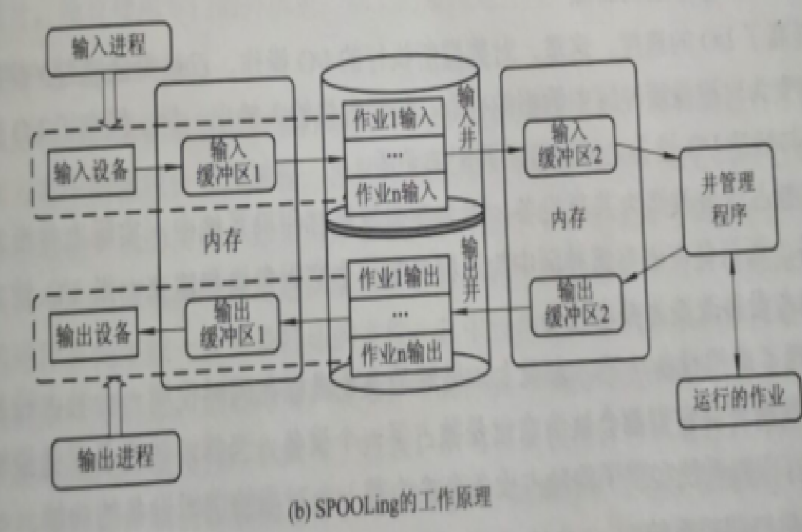 输入进程
输入设备
输入
缓冲区1
作业1输入
...
作业n输入
输入井
输入
缓冲区2
井管理
程序
内存
内存
输出设备
输出
缓冲区1
作业1输出
...
作业n输出
输出井
输出
缓冲区2
运行的作业
输出进程
(b) SPOOLing的工作原理